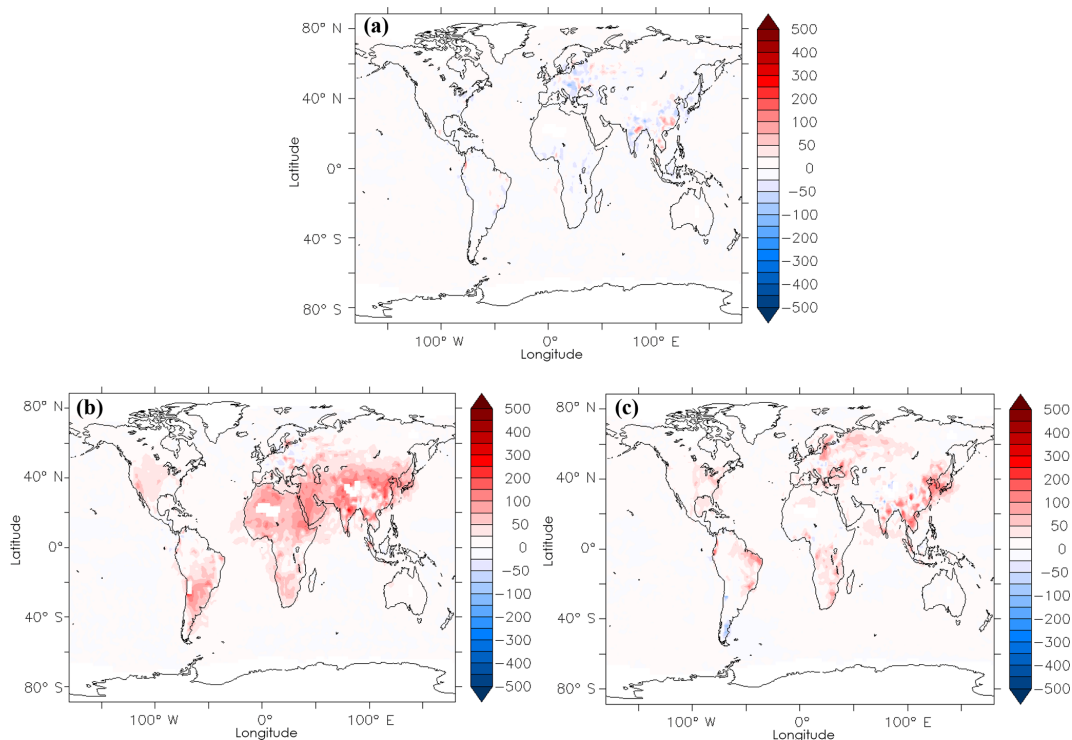 (a)
80° N
40° N
0°
40° S
80° S
Latitude
100° W
0°
100° E
Longitude
500
400
300
200
100
50
0
−50
−100
−200
−300
−400
−500
(b)
80° N
40° N
0°
40° S
80° S
Latitude
100° W
0°
100° E
Longitude
500
400
300
200
100
50
0
−50
−100
−200
−300
−400
−500
(c)
80° N
40° N
0°
40° S
80° S
Latitude
100° W
0°
100° E
Longitude
500
400
300
200
100
50
0
−50
−100
−200
−300
−400
−500